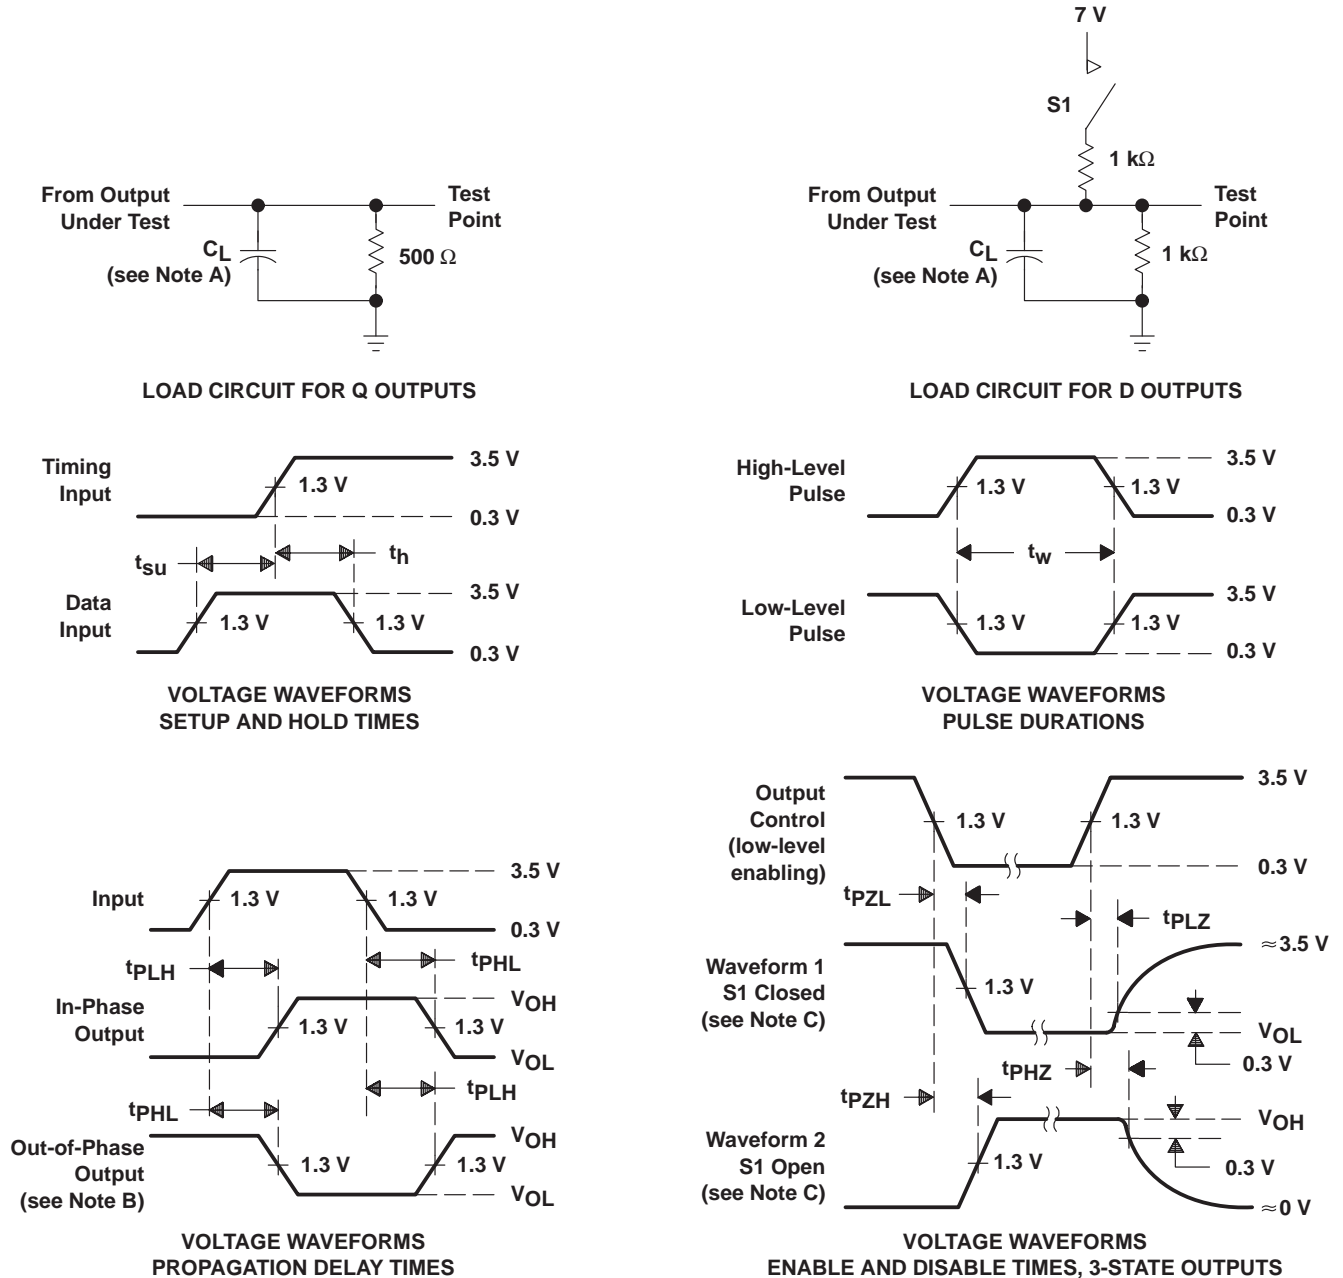 7 V
S1
1 kΩ
From Output
Under Test
Test
Point
CL
(see Note A)
500 Ω
From Output
Under Test
Test
Point
CL
(see Note A)
1 kΩ
LOAD CIRCUIT FOR Q OUTPUTS
LOAD CIRCUIT FOR D OUTPUTS
Timing
Input
3.5 V
1.3 V
0.3 V
tsu
th
Data
Input
3.5 V
1.3 V
1.3 V
0.3 V
VOLTAGE WAVEFORMS
SETUP AND HOLD TIMES
High-Level
Pulse
3.5 V
1.3 V
1.3 V
0.3 V
tw
Low-Level
Pulse
3.5 V
1.3 V
1.3 V
0.3 V
VOLTAGE WAVEFORMS
PULSE DURATIONS
Input
3.5 V
1.3 V
1.3 V
0.3 V
tPLH
tPHL
In-Phase
Output
VOH
1.3 V
1.3 V
VOL
tPHL
tPLH
Out-of-Phase
Output
(see Note B)
VOH
1.3 V
1.3 V
VOL
VOLTAGE WAVEFORMS
PROPAGATION DELAY TIMES
Output
Control
(low-level
enabling)
3.5 V
1.3 V
1.3 V
0.3 V
tPZL
tPLZ
Waveform 1
S1 Closed
(see Note C)
≈3.5 V
1.3 V
VOL
0.3 V
tPHZ
tPZH
Waveform 2
S1 Open
(see Note C)
VOH
1.3 V
0.3 V
≈0 V
VOLTAGE WAVEFORMS
ENABLE AND DISABLE TIMES, 3-STATE OUTPUTS